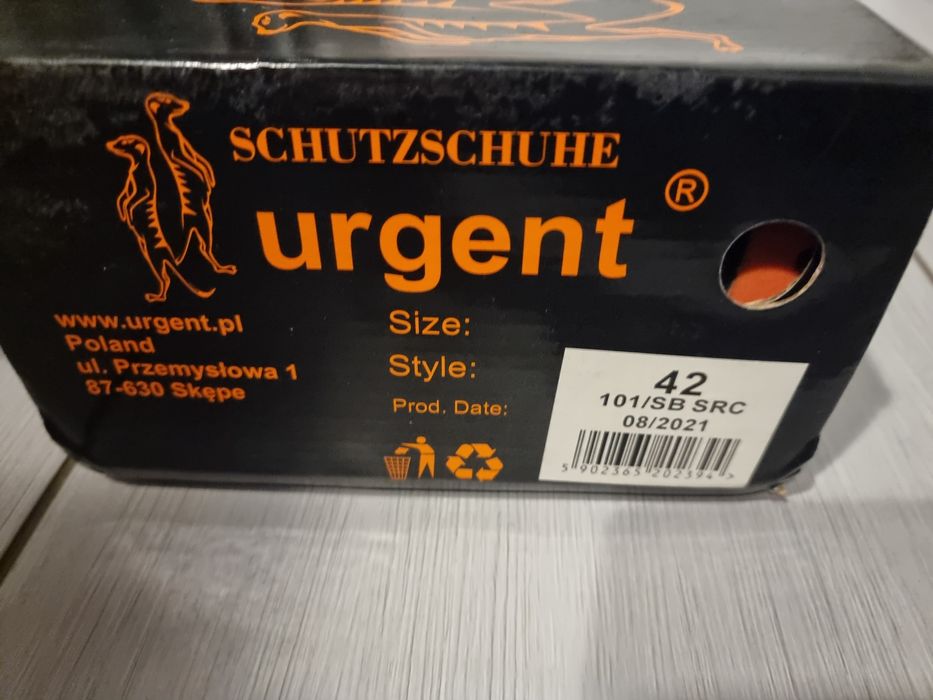 SCHUTZSCHUHE
urgent ®
www.urgent.pl
Poland
ul. Przemysłowa 1
87-630 Skępe
Size:
Style:
Prod. Date:
42
101/SB SRC
08/2021
5 902365 202394 >